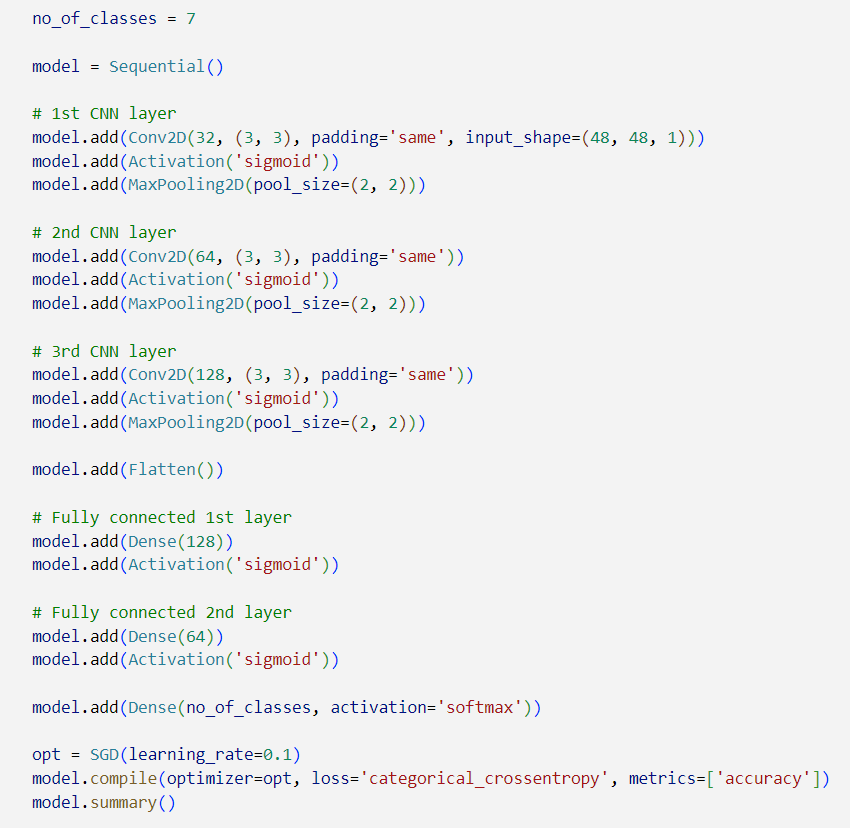 no_of_classes = 7
model = Sequential()
# 1st CNN layer
model.add(Conv2D(32, (3, 3), padding='same', input_shape=(48, 48, 1)))
model.add(Activation('sigmoid'))
model.add(MaxPooling2D(pool_size=(2, 2)))
# 2nd CNN layer
model.add(Conv2D(64, (3, 3), padding='same'))
model.add(Activation('sigmoid'))
model.add(MaxPooling2D(pool_size=(2, 2)))
# 3rd CNN layer
model.add(Conv2D(128, (3, 3), padding='same'))
model.add(Activation('sigmoid'))
model.add(MaxPooling2D(pool_size=(2, 2)))
model.add(Flatten())
# Fully connected 1st layer
model.add(Dense(128))
model.add(Activation('sigmoid'))
# Fully connected 2nd layer
model.add(Dense(64))
model.add(Activation('sigmoid'))
model.add(Dense(no_of_classes, activation='softmax'))
opt = SGD(learning_rate=0.1)
model.compile(optimizer=opt, loss='categorical_crossentropy', metrics=['accuracy'])
model.summary()